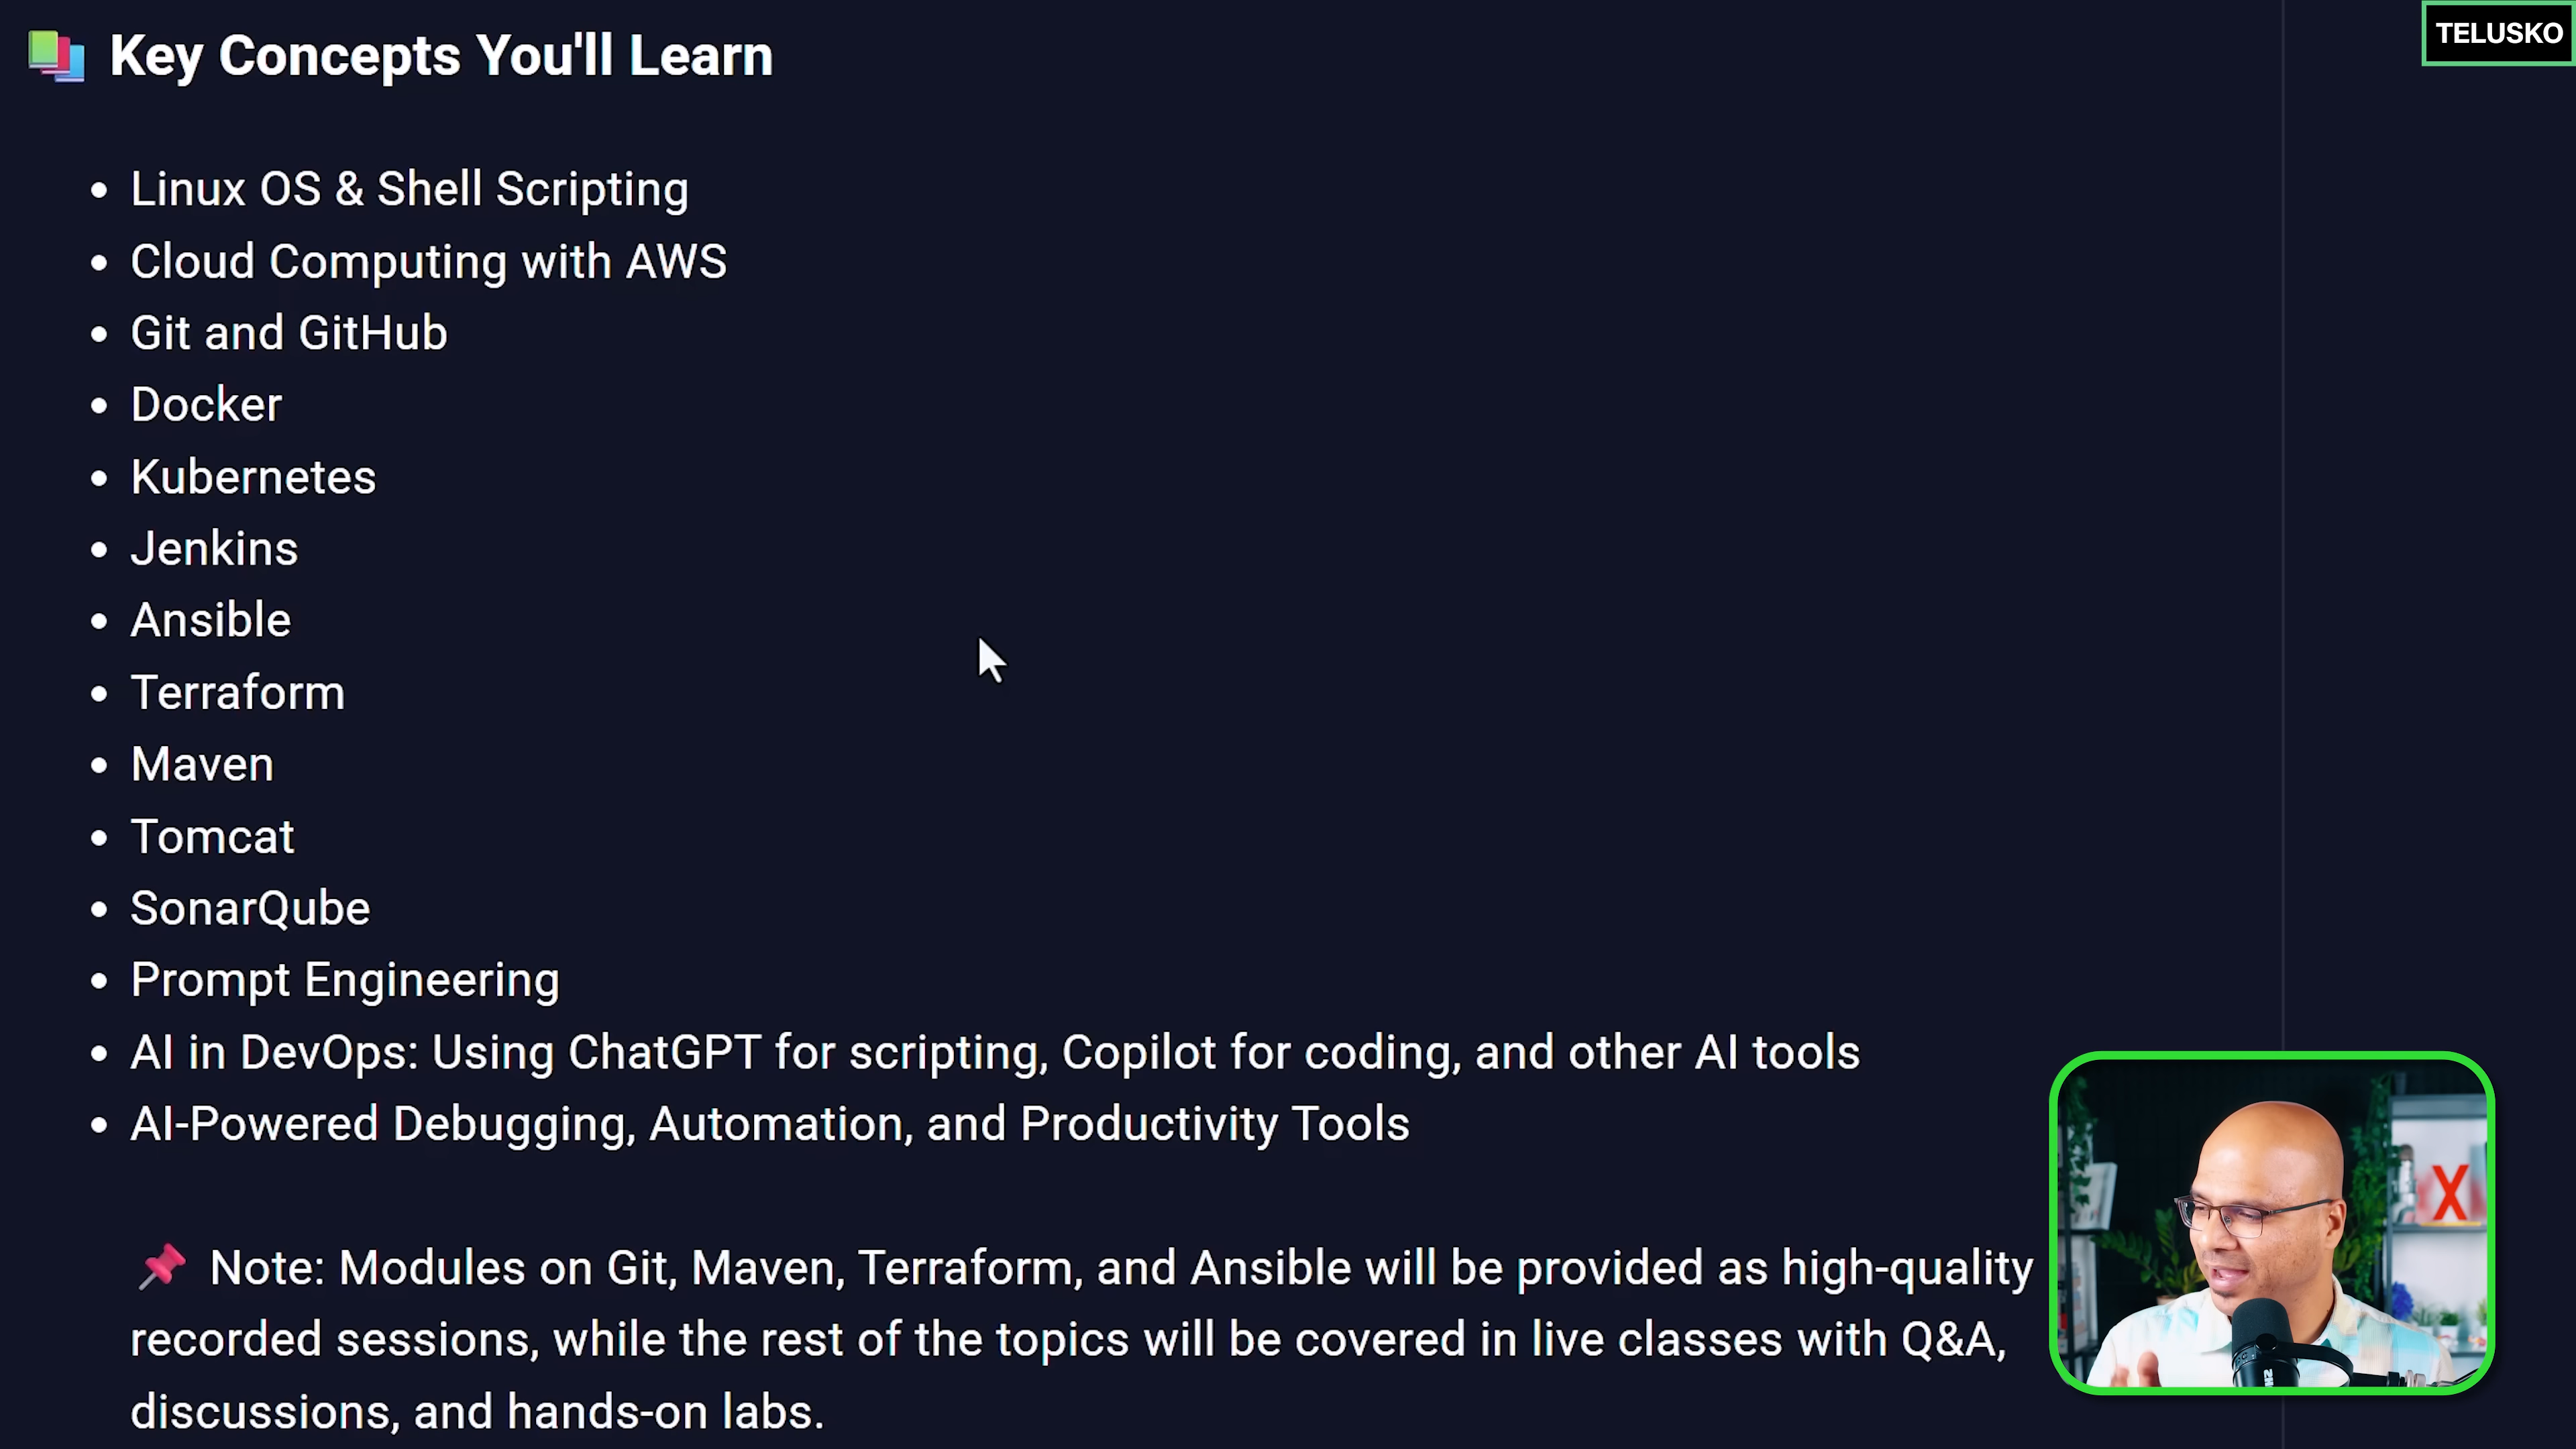 Key Concepts You'll Learn
TELUSKO
Linux OS & Shell Scripting
Cloud Computing with AWS
Git and GitHub
Docker
Kubernetes
Jenkins
Ansible
Terraform
Maven
Tomcat
SonarQube
Prompt Engineering
AI in DevOps: Using ChatGPT for scripting, Copilot for coding, and other AI tools
AI-Powered Debugging, Automation, and Productivity Tools
Note: Modules on Git, Maven, Terraform, and Ansible will be provided as high-quality
recorded sessions, while the rest of the topics will be covered in live classes with Q&A,
discussions, and hands-on labs.
X